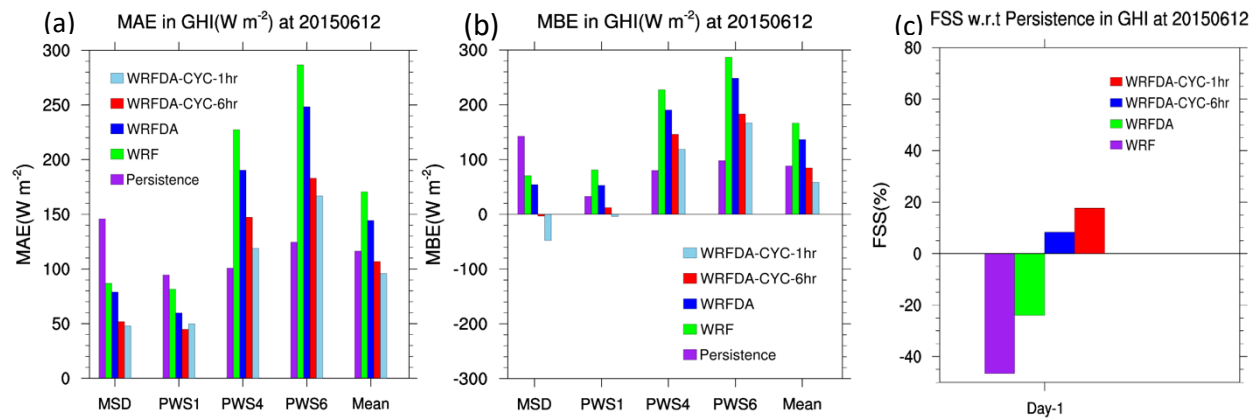 (a) MAE in GHI(W m-2) at 20150612
MAE(W m-2)
300
250
200
150
100
50
0
WRFDA-CYC-1hr
WRFDA-CYC-6hr
WRFDA
WRF
Persistence
MSD PWS1 PWS4 PWS6 Mean
(b) MBE in GHI(W m-2) at 20150612
MBE(W m-2)
300
200
100
0
-100
-200
-300
WRFDA-CYC-1hr
WRFDA-CYC-6hr
WRFDA
WRF
Persistence
MSD PWS1 PWS4 PWS6 Mean
(c) FSS w.r.t Persistence in GHI at 20150612
FSS(%)
80
60
40
20
0
-20
-40
WRFDA-CYC-1hr
WRFDA-CYC-6hr
WRFDA
WRF
Day-1